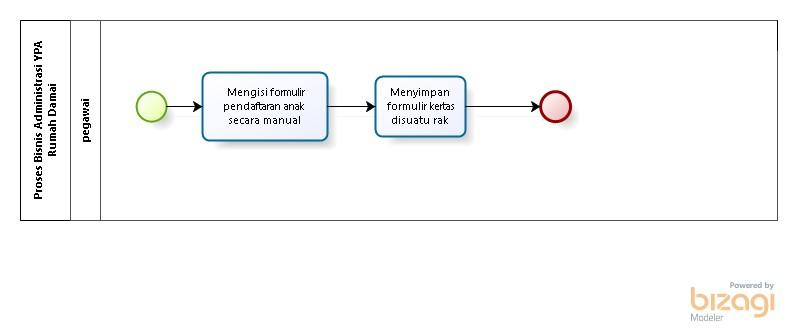 Proses Bisnis Administrasi YPA
Rumah Damai
pegawai
Mengisi formulir
pendaftaran anak
secara manual
Menyimpan
formulir kertas
disuatu rak
Powered by
bizagi
Modeler